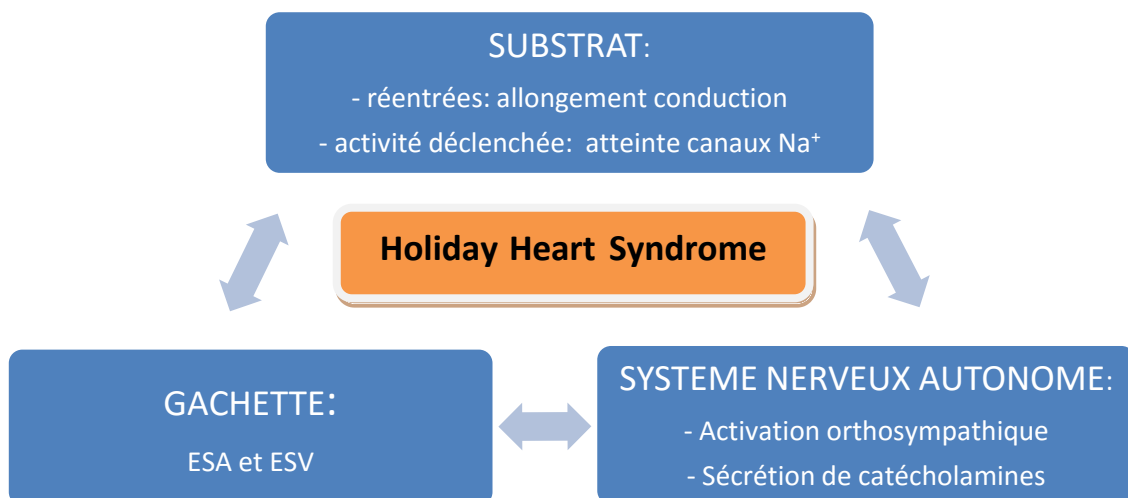 SUBSTRAT:
- réentrées: allongement conduction
- activité déclenchée: atteinte canaux Na⁺
Holiday Heart Syndrome
GACHETTE:
ESA et ESV
SYSTEME NERVEUX AUTONOME:
- Activation orthosympathique
- Sécrétion de catécholamines